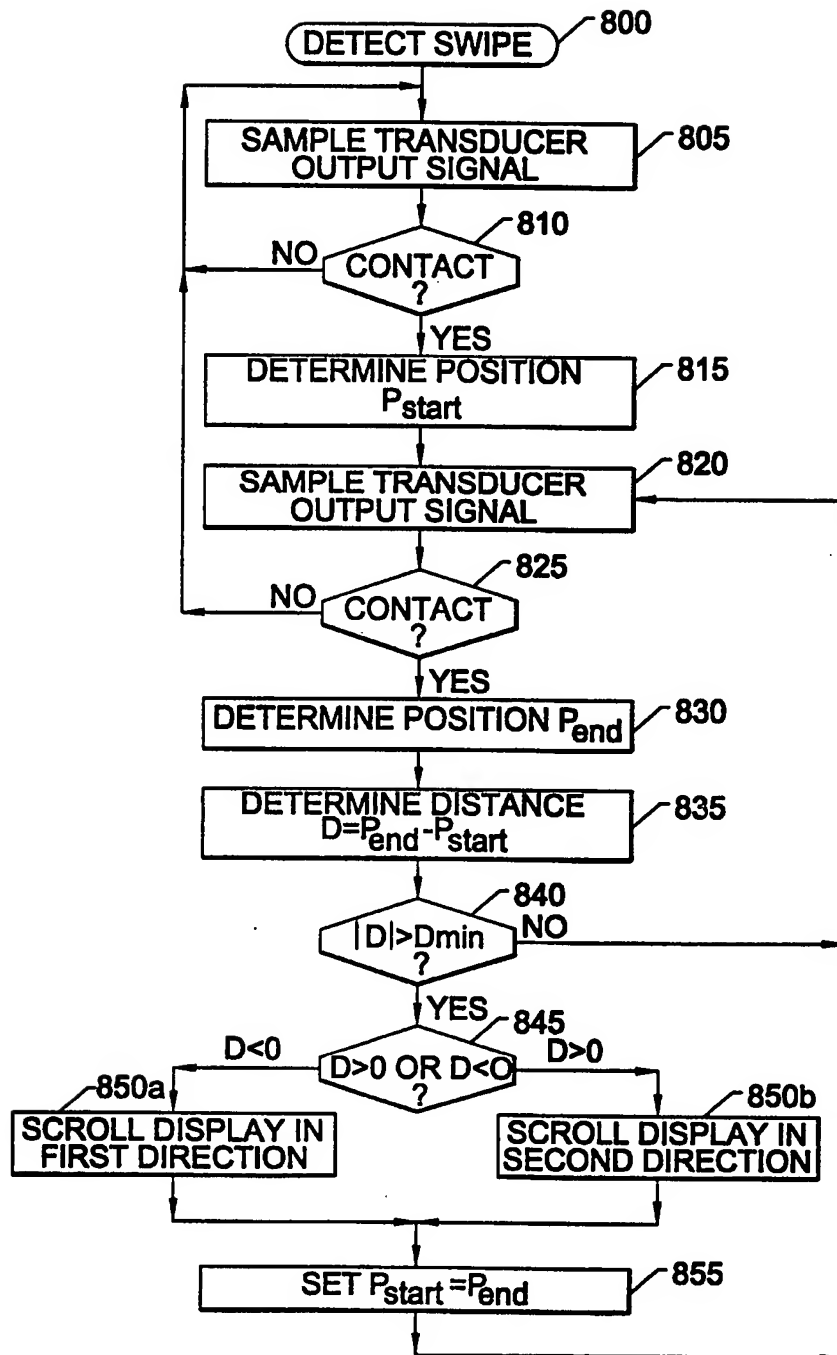 DETECT SWIPE
800
SAMPLE TRANSDUCER
OUTPUT SIGNAL
805
810
NO
CONTACT
?
YES
DETERMINE POSITION
Pstart
815
SAMPLE TRANSDUCER
OUTPUT SIGNAL
820
825
NO
CONTACT
?
YES
DETERMINE POSITION Pend
830
DETERMINE DISTANCE
D=Pend-Pstart
835
840
|D|>Dmin
?
NO
YES
845
D<0
D>0 OR D<O
?
D>0
850a
SCROLL DISPLAY IN
FIRST DIRECTION
850b
SCROLL DISPLAY IN
SECOND DIRECTION
SET Pstart=Pend
855